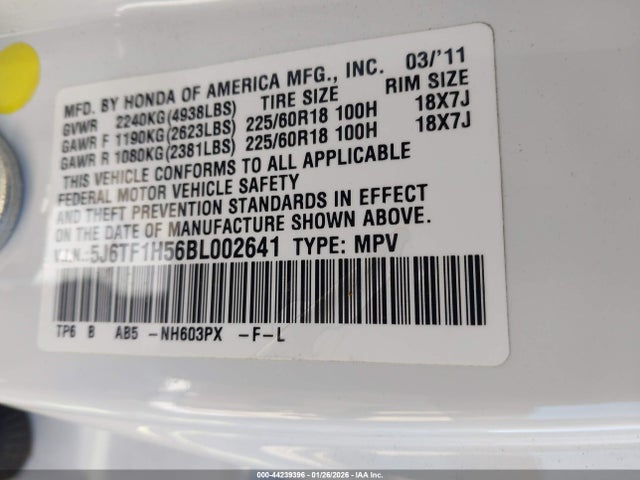 MFD. BY HONDA OF AMERICA MFG., INC. 03/'11
GVWR 2240KG(4938LBS) TIRE SIZE RIM SIZE
GAWR F 1190KG(2623LBS) 225/60R18 100H 18X7J
GAWR R 1080KG(2381LBS) 225/60R18 100H 18X7J
THIS VEHICLE CONFORMS TO ALL APPLICABLE
FEDERAL MOTOR VEHICLE SAFETY
AND THEFT PREVENTION STANDARDS IN EFFECT
ON THE DATE OF MANUFACTURE SHOWN ABOVE.
V.I.N.:5J6TF1H56BL002641 TYPE: MPV
TP6 B AB5 -NH603PX -F-L
000-44239396 - 01/26/2026 - IAA Inc.